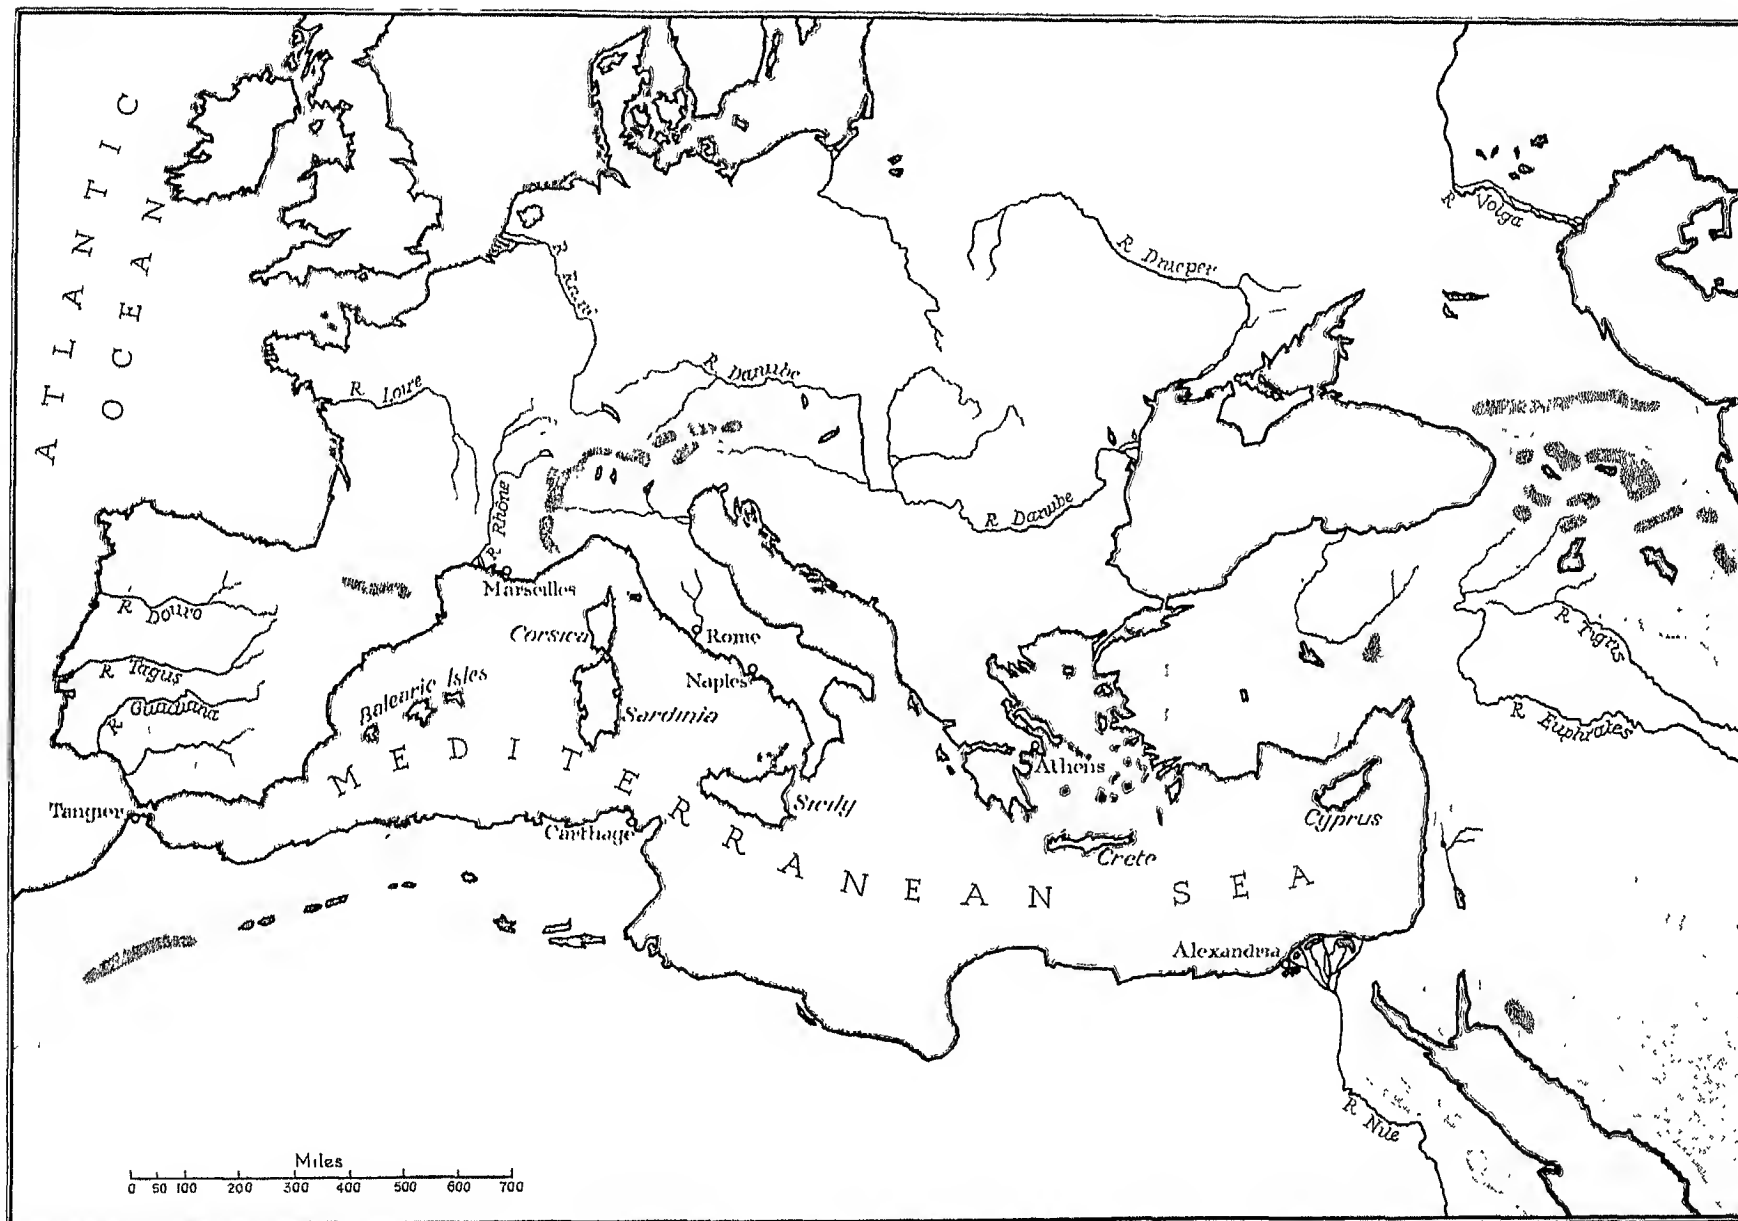 ATLANTIC
OCEAN
R Volga
R Dnieper
R Loire
R Danube
R Rhône
R Danube
Marseilles
R Douro
Corsica
Rome
R Tigris
R Tagus
Naples
Balearic Isles
R Guadiana
Sardinia
R Euphrates
MEDITERRANEAN SEA
Athens
Tangier
Sicily
Cyprus
Carthage
Crete
Alexandria
R Nile
Miles
0 50 100 200 300 400 500 600 700